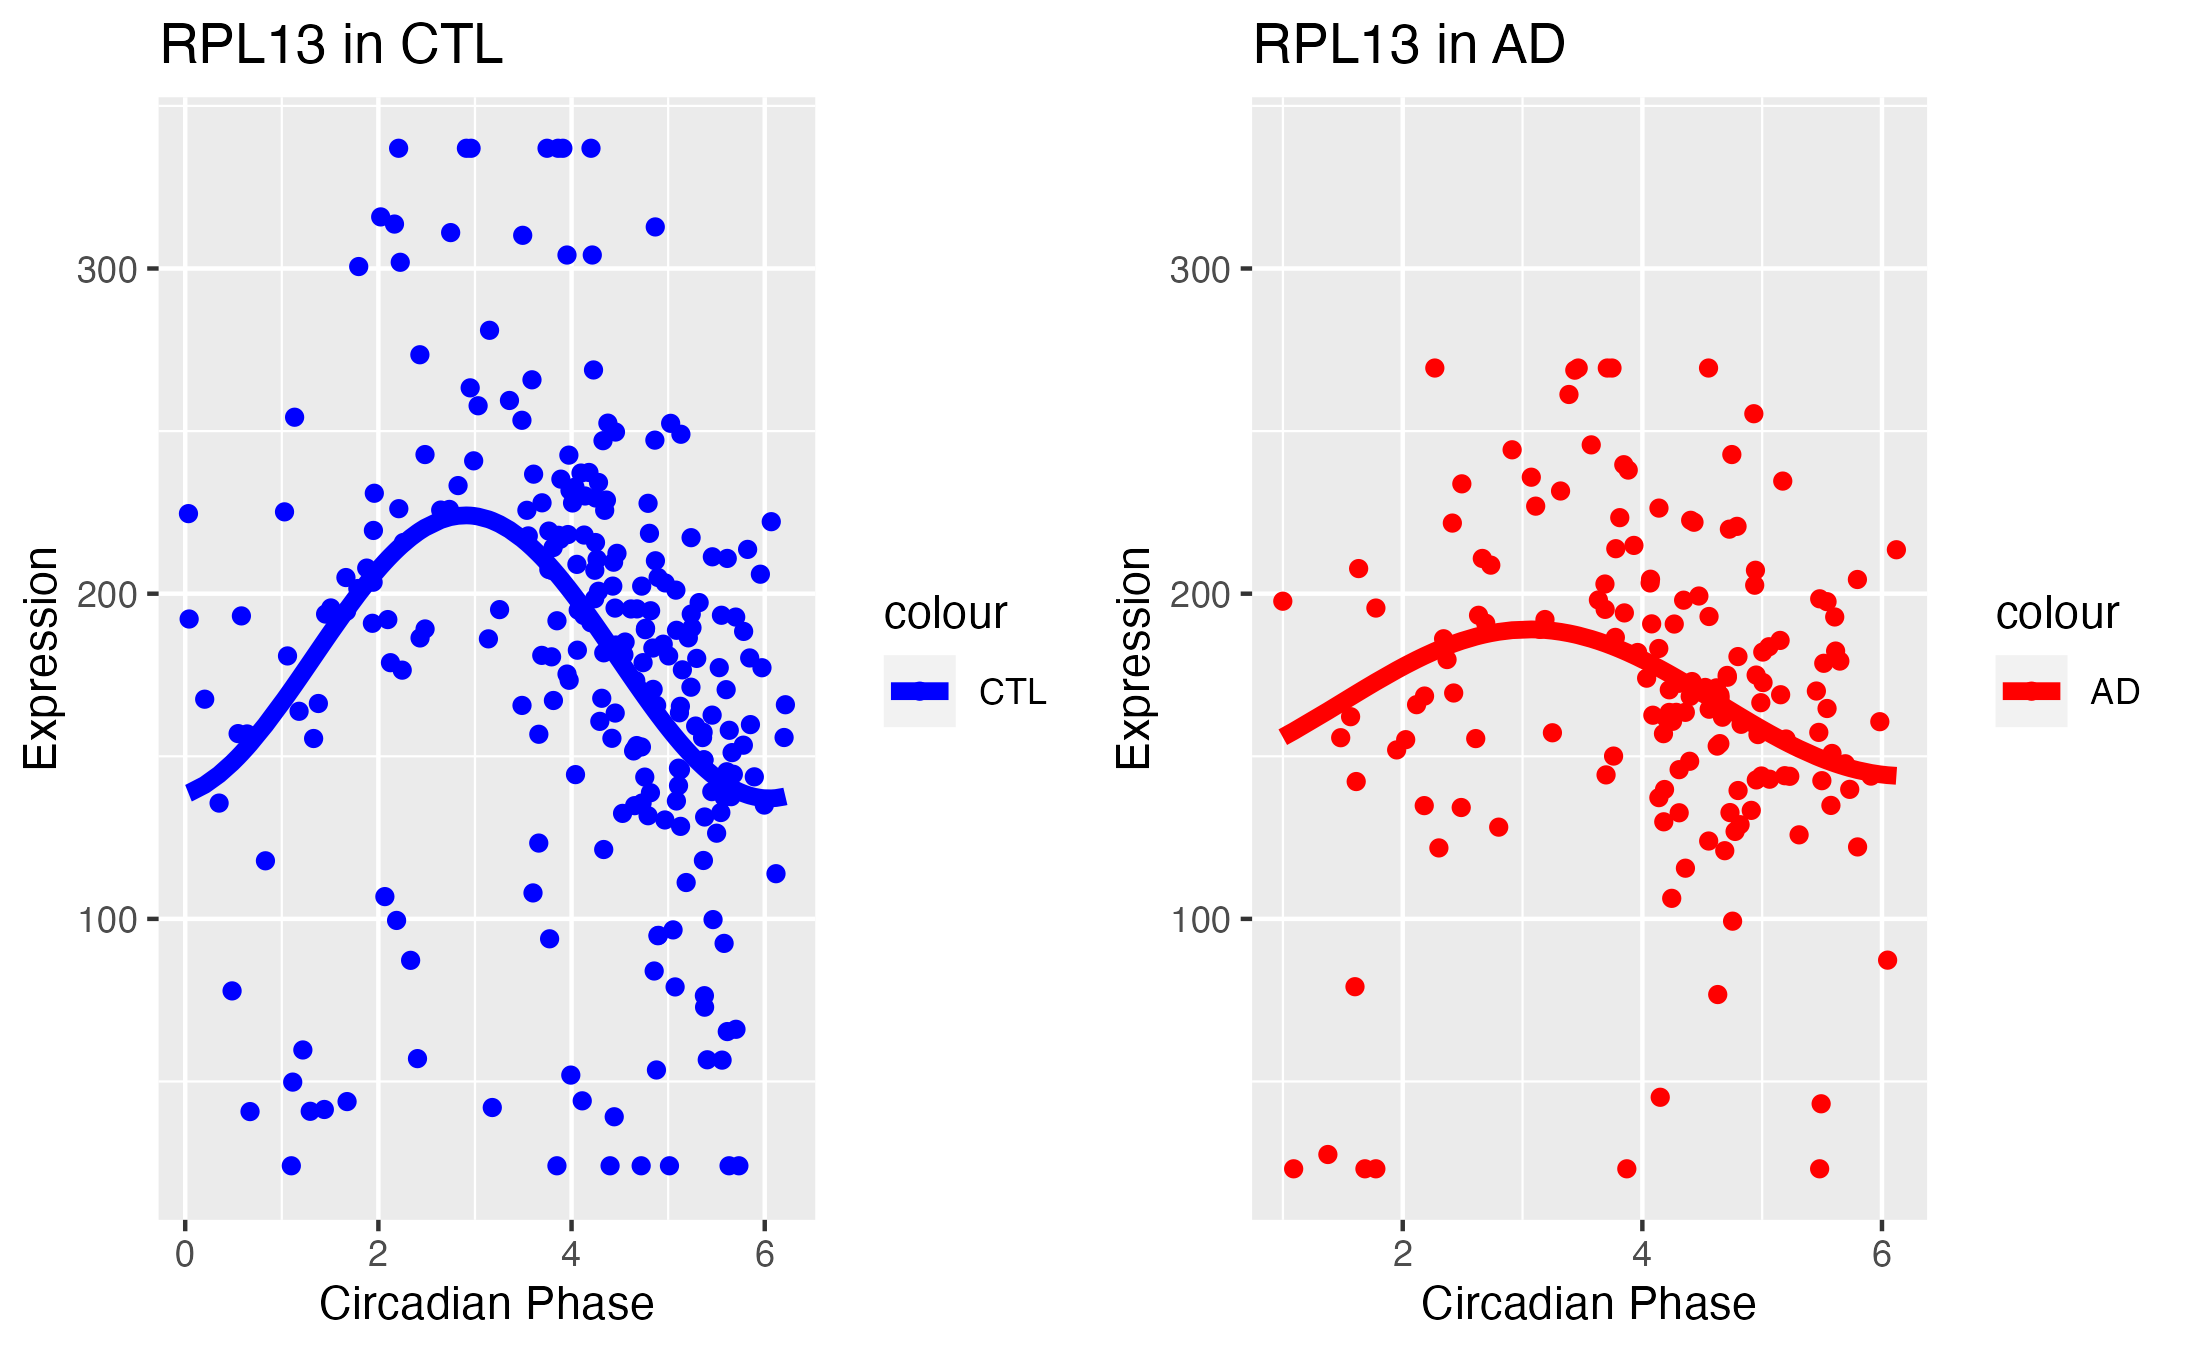 RPL13 in CTL
Expression
300
200
100
0 2 4 6
Circadian Phase
colour
CTL
RPL13 in AD
Expression
300
200
100
2 4 6
Circadian Phase
colour
AD